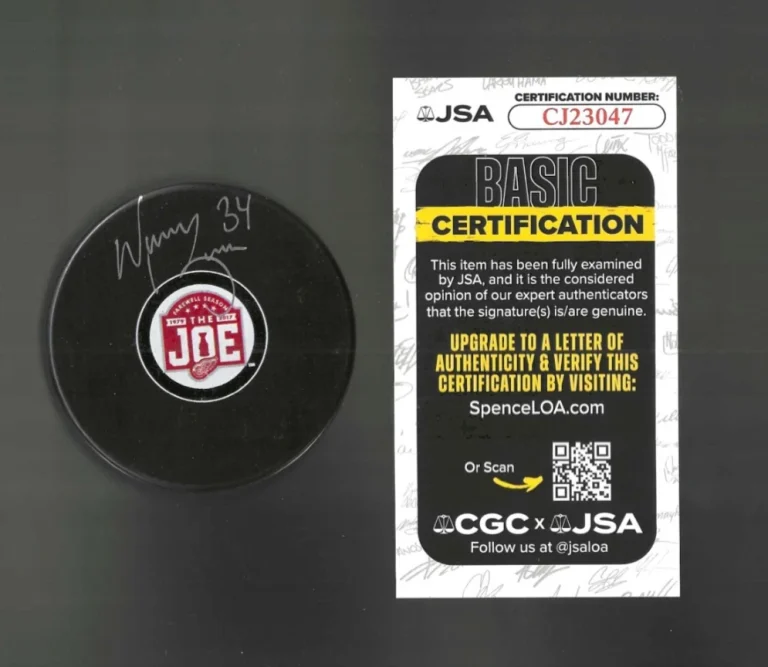 34
FAREWELL SEASON
1979 THE 2017
JOE
JSA
CERTIFICATION NUMBER:
CJ23047
BASIC
CERTIFICATION
This item has been fully examined
by JSA, and it is the considered
opinion of our expert authenticators
that the signature(s) is/are genuine.
UPGRADE TO A LETTER OF
AUTHENTICITY & VERIFY THIS
CERTIFICATION BY VISITING:
SpenceLOA.com
Or Scan
CGC x JSA
Follow us at @jsaloa